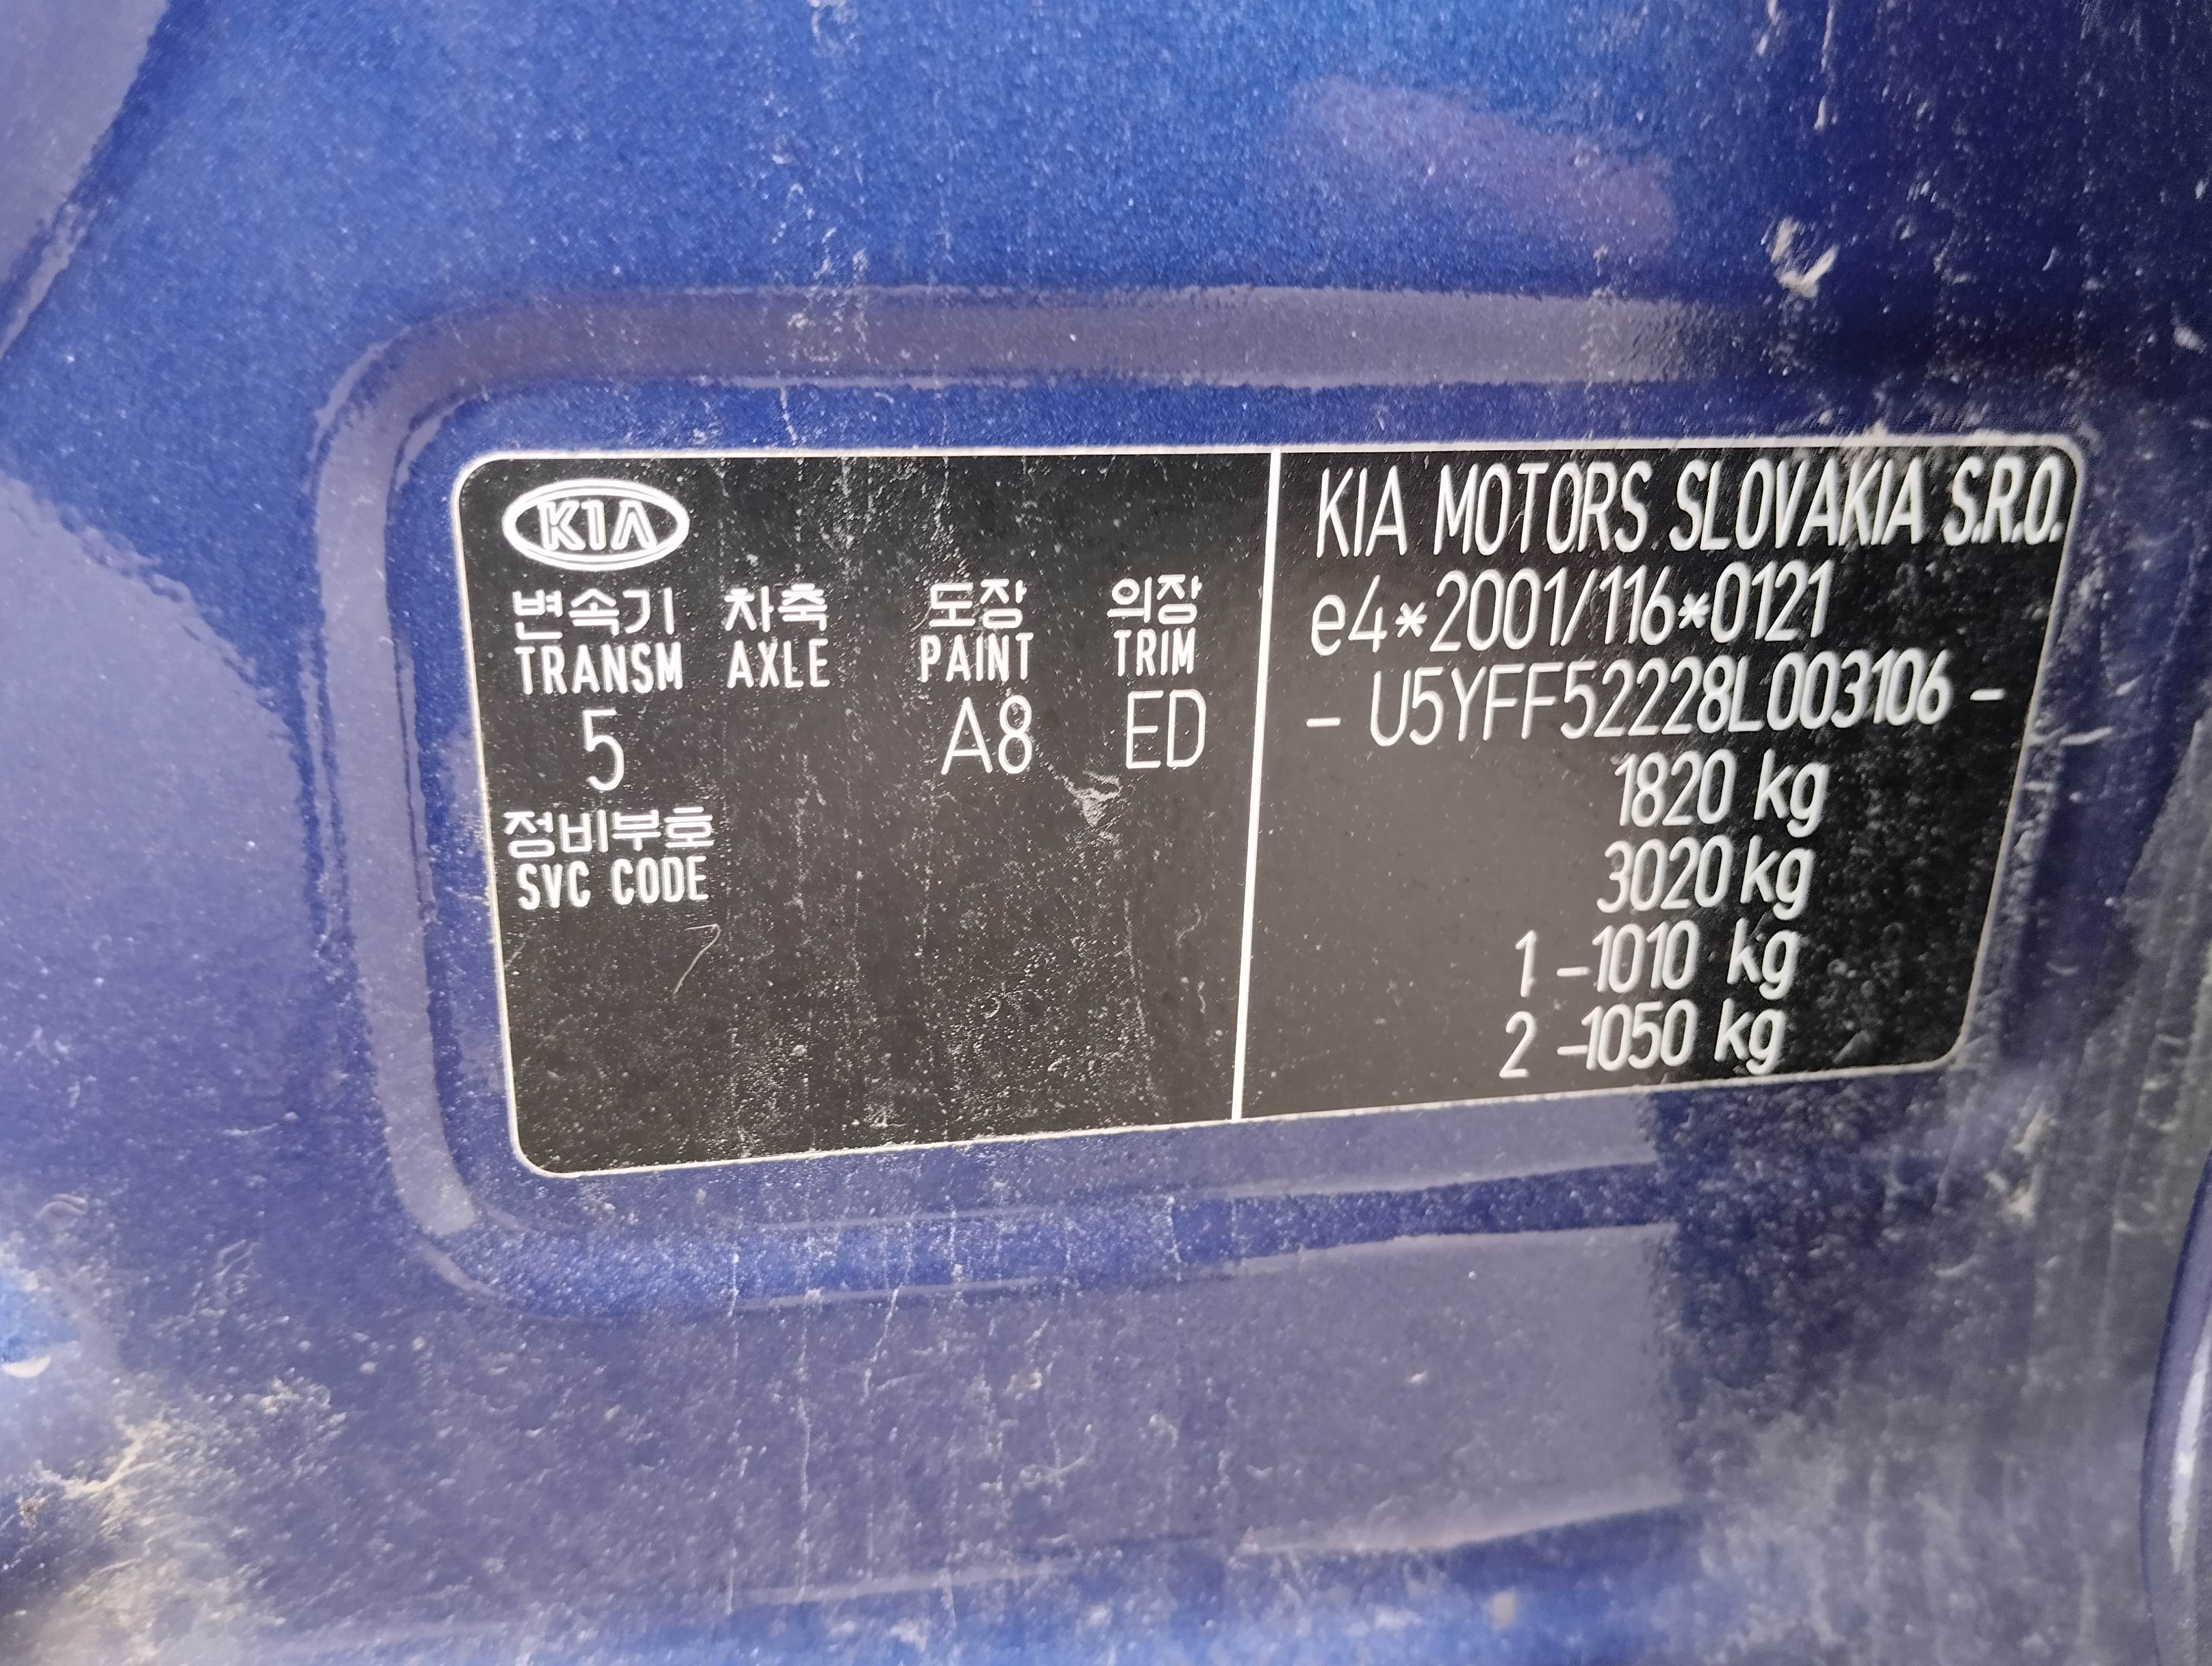 KIA
변속기 차축 도장 의장
TRANSM AXLE PAINT TRIM
5 A8 ED
정비부호
SVC CODE
KIA MOTORS SLOVAKIA S.R.O.
e4*2001/116*0121
- U5YFF52228L003106 -
1820 kg
3020 kg
1 -1010 kg
2 -1050 kg